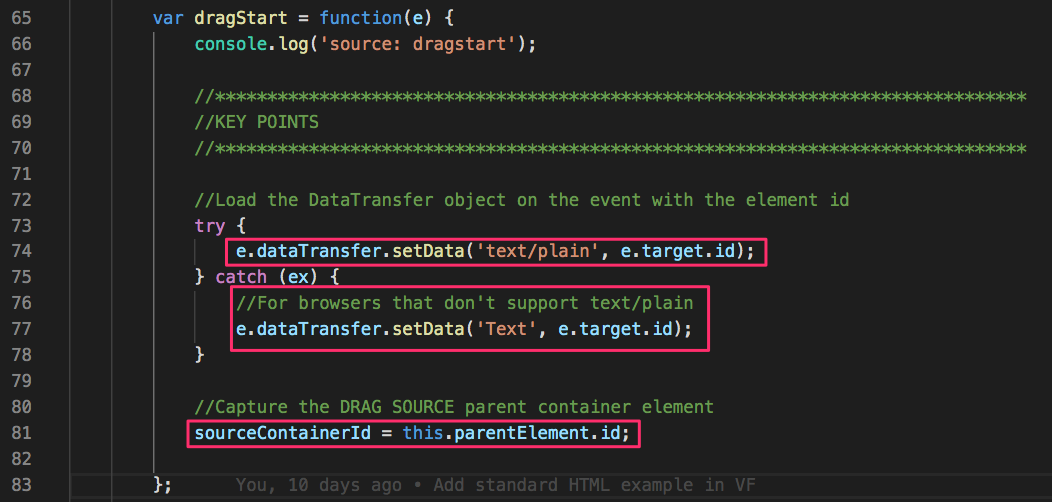 65 var dragStart = function(e) {
66 console.log('source: dragstart');
67
68 //******************************************************************************
69 //KEY POINTS
70 //******************************************************************************
71
72 //Load the DataTransfer object on the event with the element id
73 try {
74 e.dataTransfer.setData('text/plain', e.target.id);
75 } catch (ex) {
76 //For browsers that don't support text/plain
77 e.dataTransfer.setData('Text', e.target.id);
78 }
79
80 //Capture the DRAG SOURCE parent container element
81 sourceContainerId = this.parentElement.id;
82
83 }; You, 10 days ago • Add standard HTML example in VF